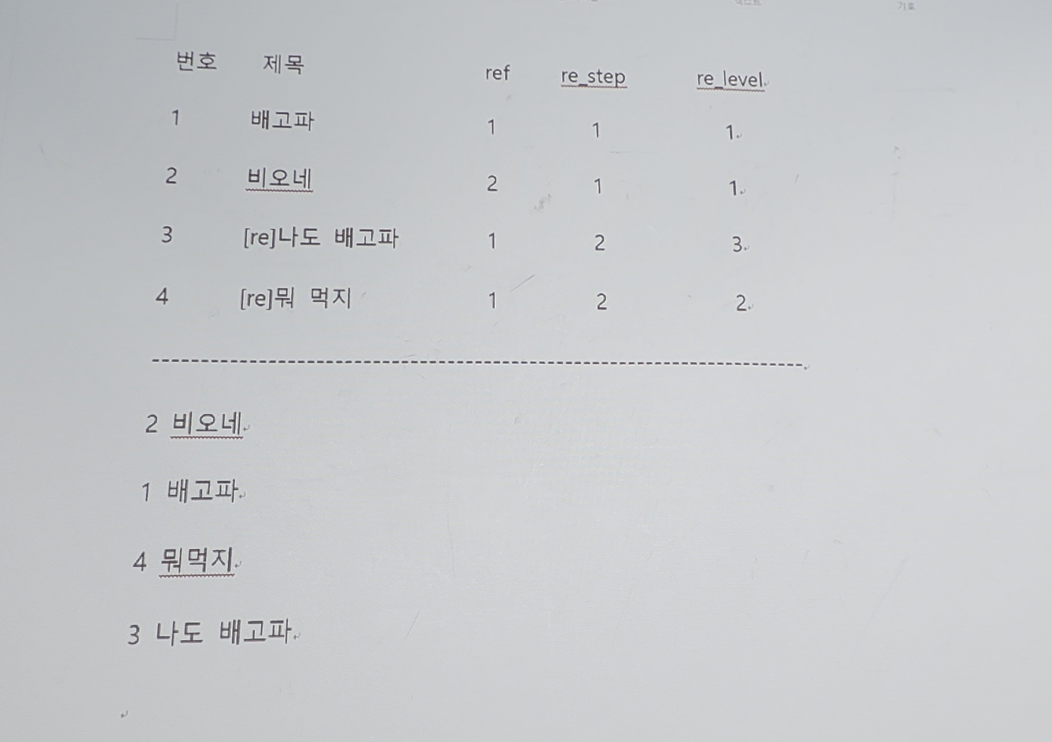 번호 제목 ref re_step re_level
1 배고파 1 1 1
2 비오네 2 1 1
3 [re]나도 배고파 1 2 3
4 [re]뭐 먹지 1 2 2
--------------------------------------------------------------------
2 비오네
1 배고파
4 뭐먹지
3 나도 배고파